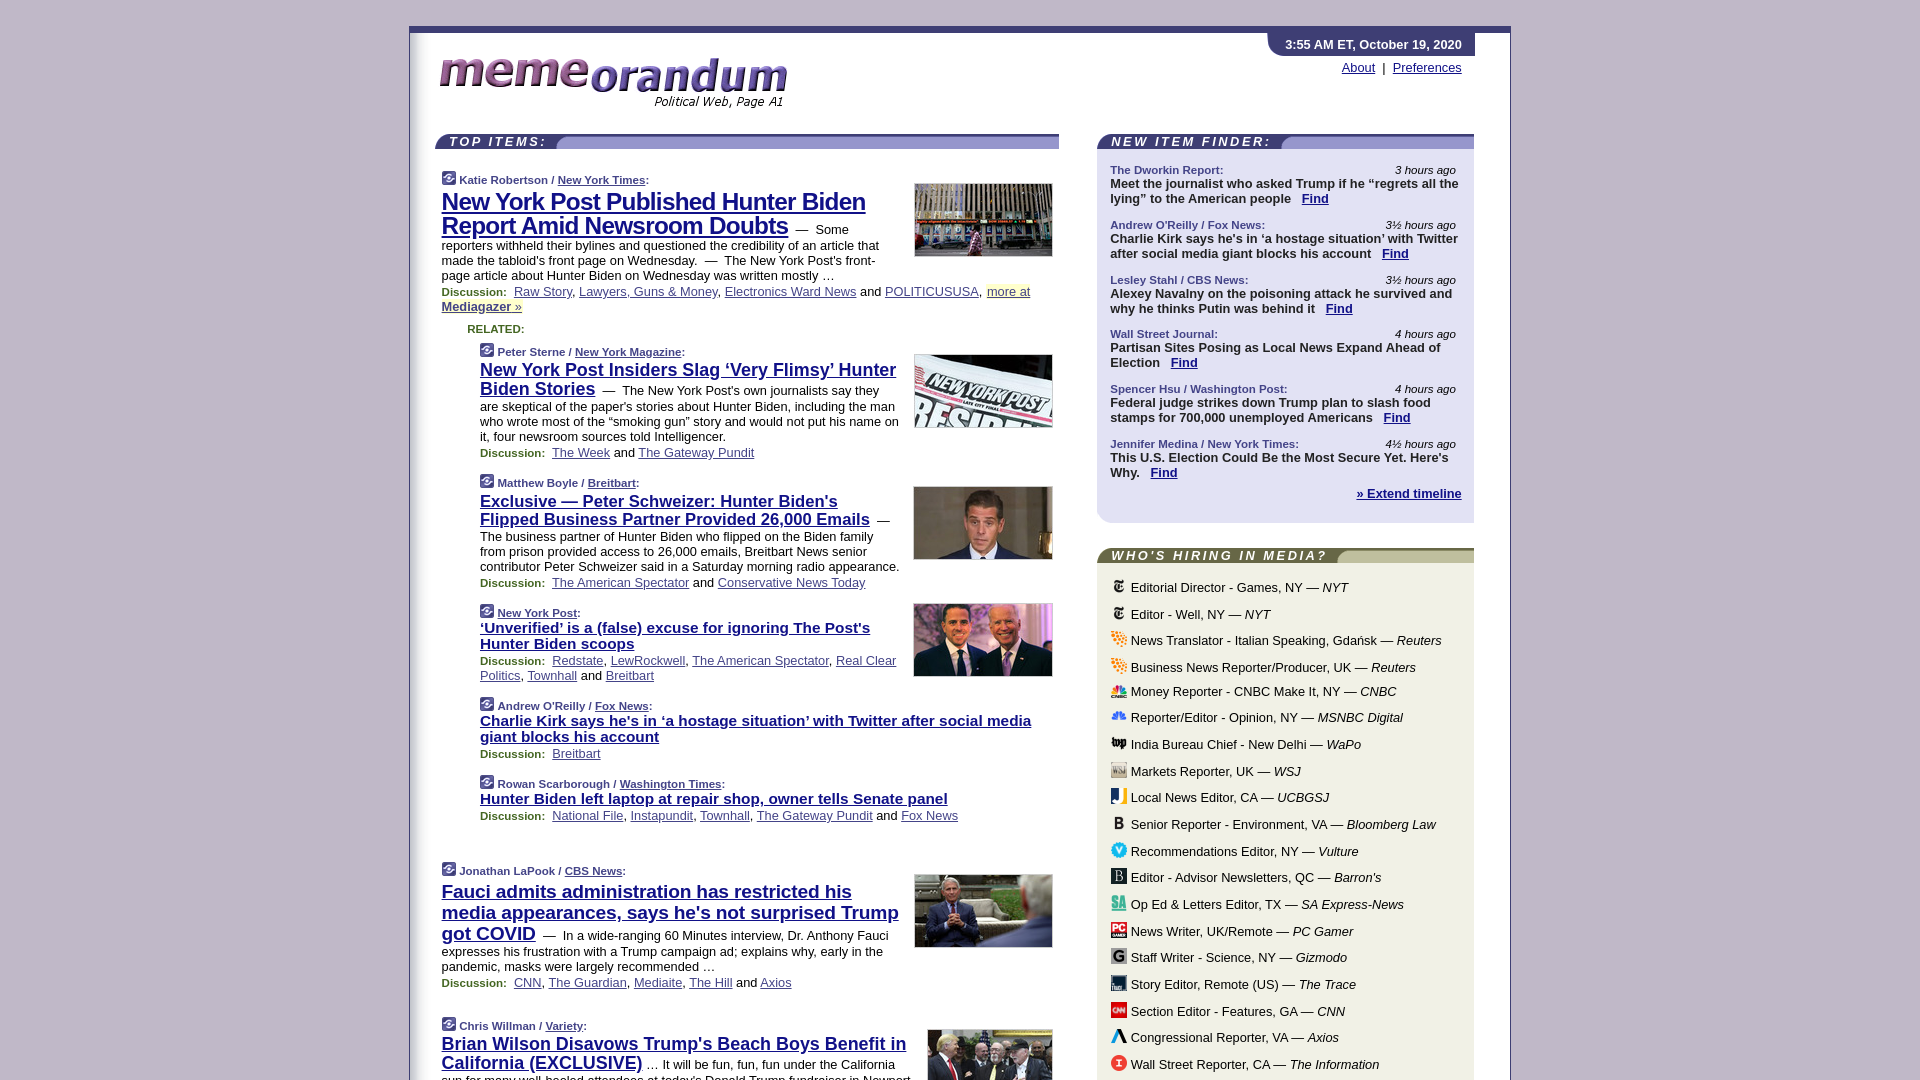 3:55 AM ET, October 19, 2020
About | Preferences
memeorandum
Political Web, Page A1
TOP ITEMS:
Katie Robertson / New York Times:
New York Post Published Hunter Biden
Report Amid Newsroom Doubts — Some
reporters withheld their bylines and questioned the credibility of an article that
made the tabloid's front page on Wednesday. — The New York Post's front-
page article about Hunter Biden on Wednesday was written mostly …
Discussion: Raw Story, Lawyers, Guns & Money, Electronics Ward News and POLITICUSUSA, more at
Mediagazer »
RELATED:
Peter Sterne / New York Magazine:
New York Post Insiders Slag ‘Very Flimsy’ Hunter
Biden Stories — The New York Post's own journalists say they
are skeptical of the paper's stories about Hunter Biden, including the man
who wrote most of the “smoking gun” story and would not put his name on
it, four newsroom sources told Intelligencer.
Discussion: The Week and The Gateway Pundit
NEW YORK POST
LATE CITY FINAL
Matthew Boyle / Breitbart:
Exclusive — Peter Schweizer: Hunter Biden's
Flipped Business Partner Provided 26,000 Emails —
The business partner of Hunter Biden who flipped on the Biden family
from prison provided access to 26,000 emails, Breitbart News senior
contributor Peter Schweizer said in a Saturday morning radio appearance.
Discussion: The American Spectator and Conservative News Today
New York Post:
‘Unverified’ is a (false) excuse for ignoring The Post's
Hunter Biden scoops
Discussion: Redstate, LewRockwell, The American Spectator, Real Clear
Politics, Townhall and Breitbart
Andrew O'Reilly / Fox News:
Charlie Kirk says he's in ‘a hostage situation’ with Twitter after social media
giant blocks his account
Discussion: Breitbart
Rowan Scarborough / Washington Times:
Hunter Biden left laptop at repair shop, owner tells Senate panel
Discussion: National File, Instapundit, Townhall, The Gateway Pundit and Fox News
Jonathan LaPook / CBS News:
Fauci admits administration has restricted his
media appearances, says he's not surprised Trump
got COVID — In a wide-ranging 60 Minutes interview, Dr. Anthony Fauci
expresses his frustration with a Trump campaign ad; explains why, early in the
pandemic, masks were largely recommended …
Discussion: CNN, The Guardian, Mediaite, The Hill and Axios
Chris Willman / Variety:
Brian Wilson Disavows Trump's Beach Boys Benefit in
California (EXCLUSIVE) … It will be fun, fun, fun under the California
sun for many well-heeled attendees at today's Donald Trump fundraiser in Newport
NEW ITEM FINDER:
The Dworkin Report: 3 hours ago
Meet the journalist who asked Trump if he “regrets all the
lying” to the American people Find
Andrew O'Reilly / Fox News: 3½ hours ago
Charlie Kirk says he's in ‘a hostage situation’ with Twitter
after social media giant blocks his account Find
Lesley Stahl / CBS News: 3½ hours ago
Alexey Navalny on the poisoning attack he survived and
why he thinks Putin was behind it Find
Wall Street Journal: 4 hours ago
Partisan Sites Posing as Local News Expand Ahead of
Election Find
Spencer Hsu / Washington Post: 4 hours ago
Federal judge strikes down Trump plan to slash food
stamps for 700,000 unemployed Americans Find
Jennifer Medina / New York Times: 4½ hours ago
This U.S. Election Could Be the Most Secure Yet. Here's
Why. Find
» Extend timeline
WHO'S HIRING IN MEDIA?
Editorial Director - Games, NY — NYT
Editor - Well, NY — NYT
News Translator - Italian Speaking, Gdańsk — Reuters
Business News Reporter/Producer, UK — Reuters
Money Reporter - CNBC Make It, NY — CNBC
Reporter/Editor - Opinion, NY — MSNBC Digital
India Bureau Chief - New Delhi — WaPo
Markets Reporter, UK — WSJ
Local News Editor, CA — UCBGSJ
Senior Reporter - Environment, VA — Bloomberg Law
Recommendations Editor, NY — Vulture
Editor - Advisor Newsletters, QC — Barron's
Op Ed & Letters Editor, TX — SA Express-News
News Writer, UK/Remote — PC Gamer
Staff Writer - Science, NY — Gizmodo
Story Editor, Remote (US) — The Trace
Section Editor - Features, GA — CNN
Congressional Reporter, VA — Axios
Wall Street Reporter, CA — The Information